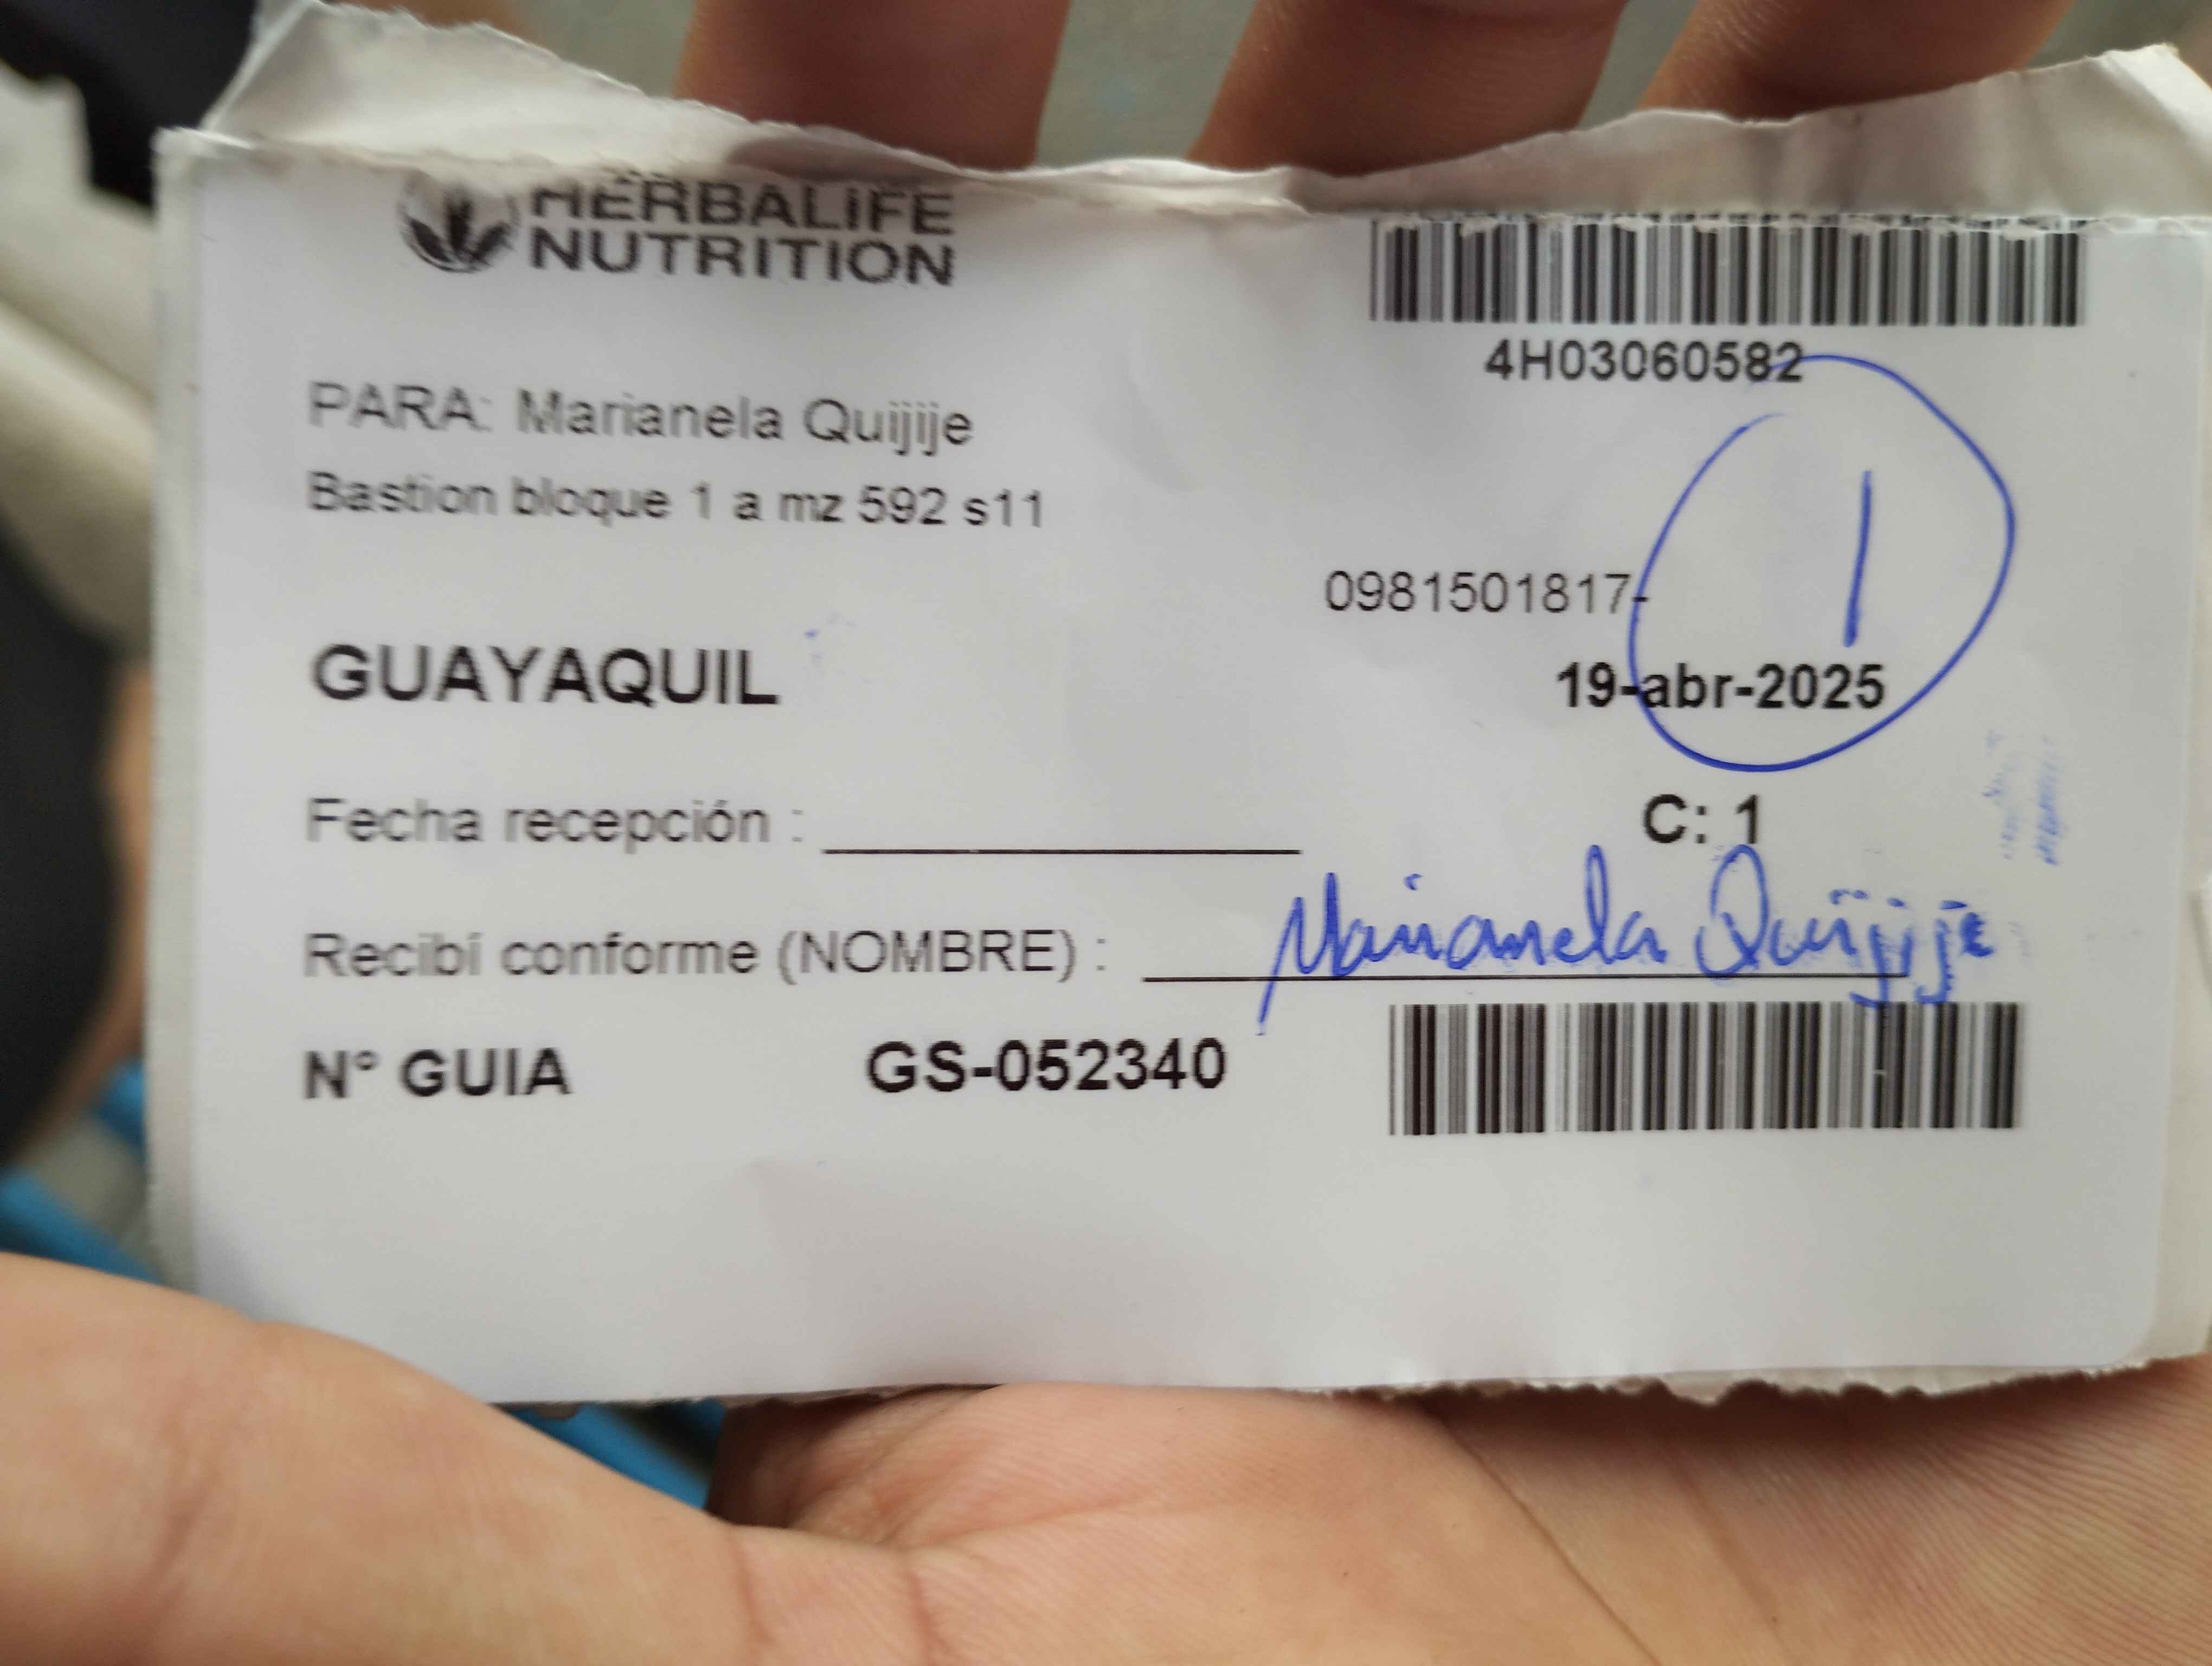 HERBALIFE
NUTRITION
4H03060582
PARA: Marianela Quijije
Bastion bloque 1 a mz 592 s11
0981501817-
1
GUAYAQUIL
19-abr-2025
Fecha recepción :
C: 1
Recibí conforme (NOMBRE) : Marianela Quijije
N° GUIA GS-052340